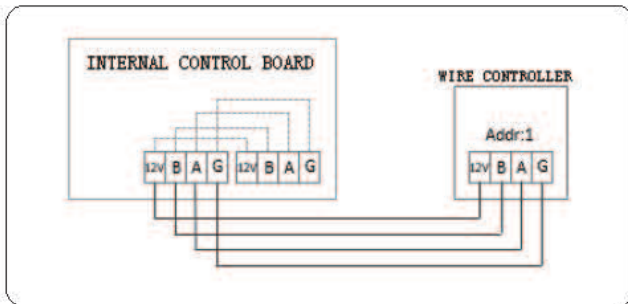 INTERNAL CONTROL BOARD
WIRE CONTROLLER
Addr:1
12V B A G 12V B A G
12V B A G